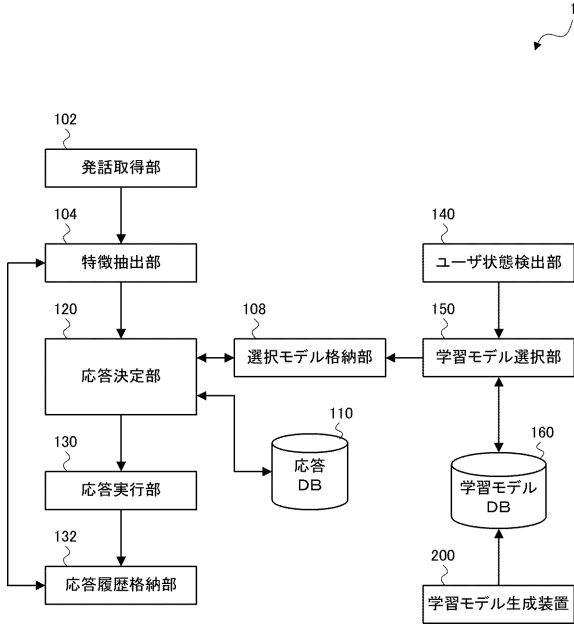 1
102
発話取得部
104
特徴抽出部
140
ユーザ状態検出部
120
応答決定部
108
選択モデル格納部
150
学習モデル選択部
110
応答
DB
160
学習モデル
DB
130
応答実行部
132
応答履歴格納部
200
学習モデル生成装置